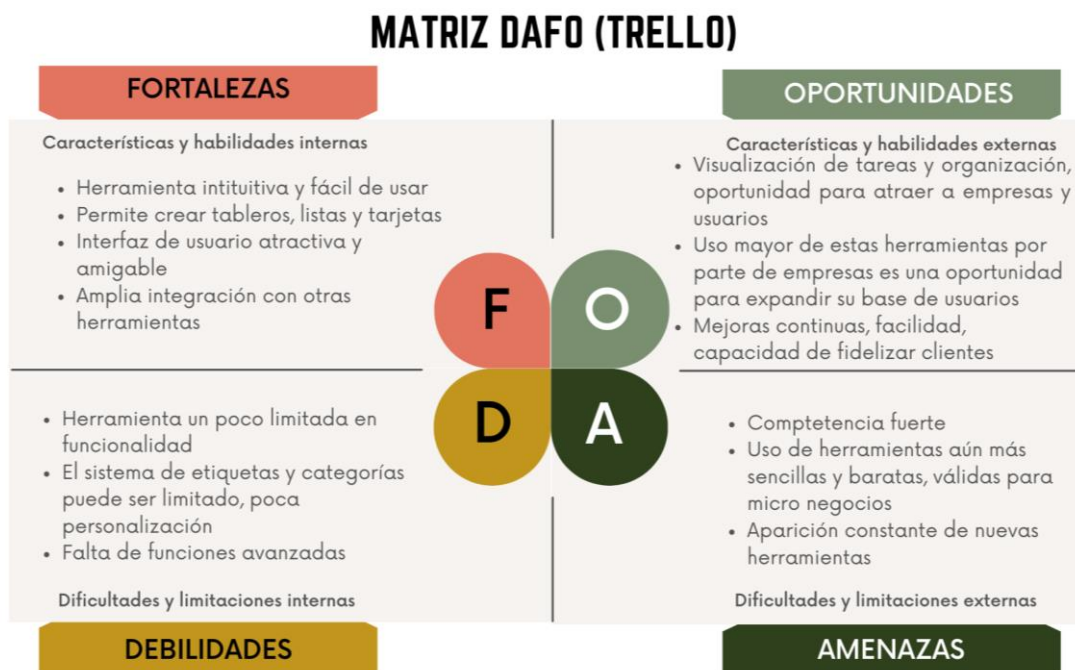 MATRIZ DAFO (TRELLO)
FORTALEZAS
Características y habilidades internas
• Herramienta intituitiva y fácil de usar
• Permite crear tableros, listas y tarjetas
• Interfaz de usuario atractiva y
amigable
• Amplia integración con otras
herramientas
OPORTUNIDADES
Características y habilidades externas
• Visualización de tareas y organización,
oportunidad para atraer a empresas y
usuarios
• Uso mayor de estas herramientas por
parte de empresas es una oportunidad
para expandir su base de usuarios
• Mejoras continuas, facilidad,
capacidad de fidelizar clientes
F
O
D
A
• Herramienta un poco limitada en
funcionalidad
• El sistema de etiquetas y categorías
puede ser limitado, poca
personalización
• Falta de funciones avanzadas
Dificultades y limitaciones internas
DEBILIDADES
• Comptetencia fuerte
• Uso de herramientas aún más
sencillas y baratas, válidas para
micro negocios
• Aparición constante de nuevas
herramientas
Dificultades y limitaciones externas
AMENAZAS